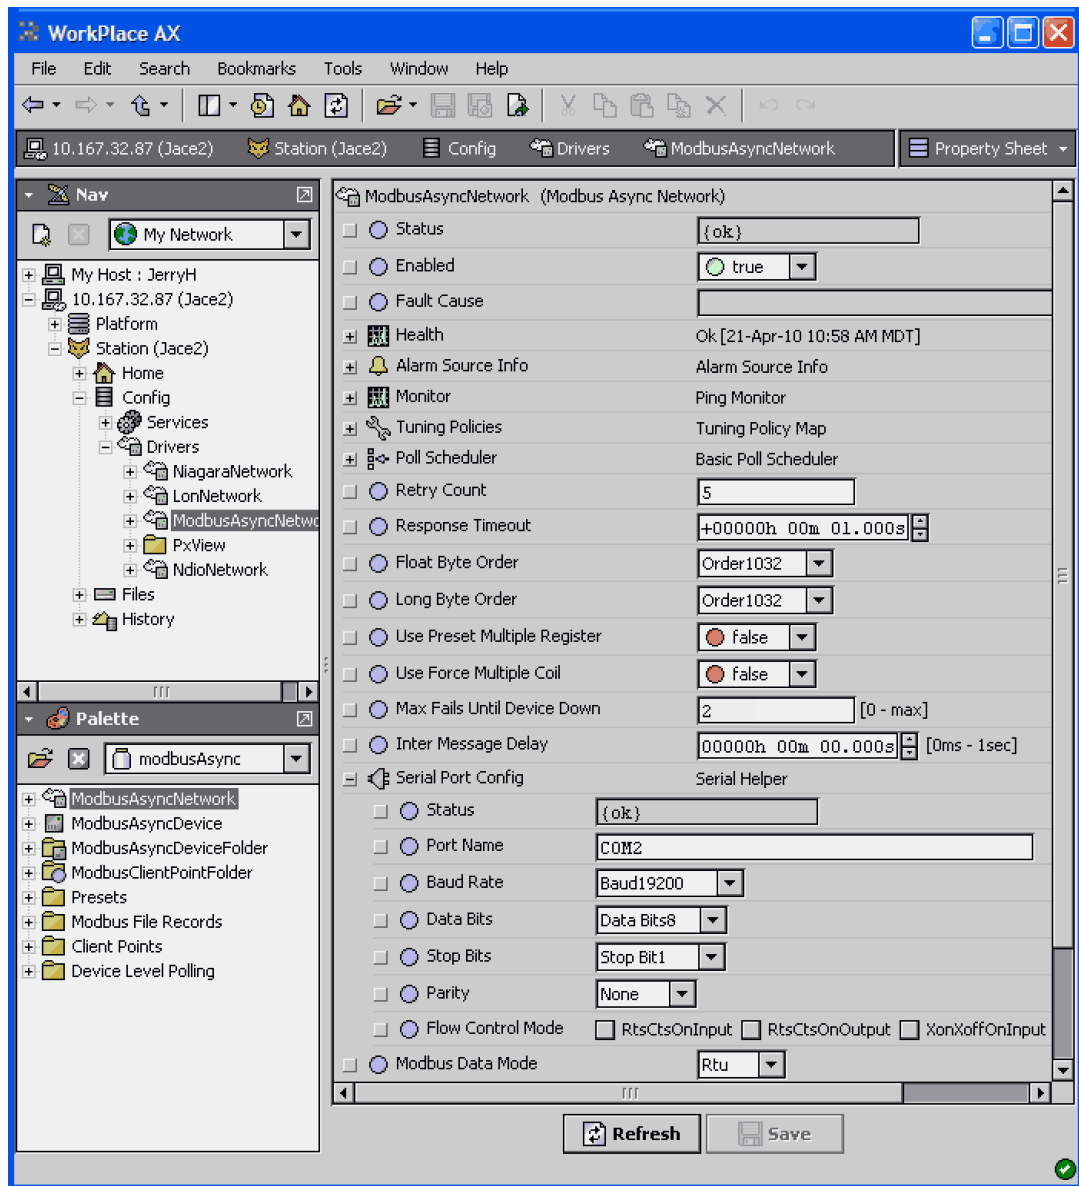 WorkPlace AX
File Edit Search Bookmarks Tools Window Help
10.167.32.87 (Jace2) Station (Jace2) Config Drivers ModbusAsyncNetwork Property Sheet
Nav
My Network
My Host : JerryH
10.167.32.87 (Jace2)
Platform
Station (Jace2)
Home
Config
Services
Drivers
NiagaraNetwork
LonNetwork
ModbusAsyncNetwo
PxView
NdioNetwork
Files
History
Palette
modbusAsync
ModbusAsyncNetwork
ModbusAsyncDevice
ModbusAsyncDeviceFolder
ModbusClientPointFolder
Presets
Modbus File Records
Client Points
Device Level Polling
ModbusAsyncNetwork (Modbus Async Network)
Status {ok}
Enabled true
Fault Cause
Health Ok [21-Apr-10 10:58 AM MDT]
Alarm Source Info Alarm Source Info
Monitor Ping Monitor
Tuning Policies Tuning Policy Map
Poll Scheduler Basic Poll Scheduler
Retry Count 5
Response Timeout +00000h 00m 01.000s
Float Byte Order Order1032
Long Byte Order Order1032
Use Preset Multiple Register false
Use Force Multiple Coil false
Max Fails Until Device Down 2 [0 - max]
Inter Message Delay 00000h 00m 00.000s [0ms - 1sec]
Serial Port Config Serial Helper
Status {ok}
Port Name COM2
Baud Rate Baud19200
Data Bits Data Bits8
Stop Bits Stop Bit1
Parity None
Flow Control Mode RtsCtsOnInput RtsCtsOnOutput XonXoffOnInput
Modbus Data Mode Rtu
Refresh Save